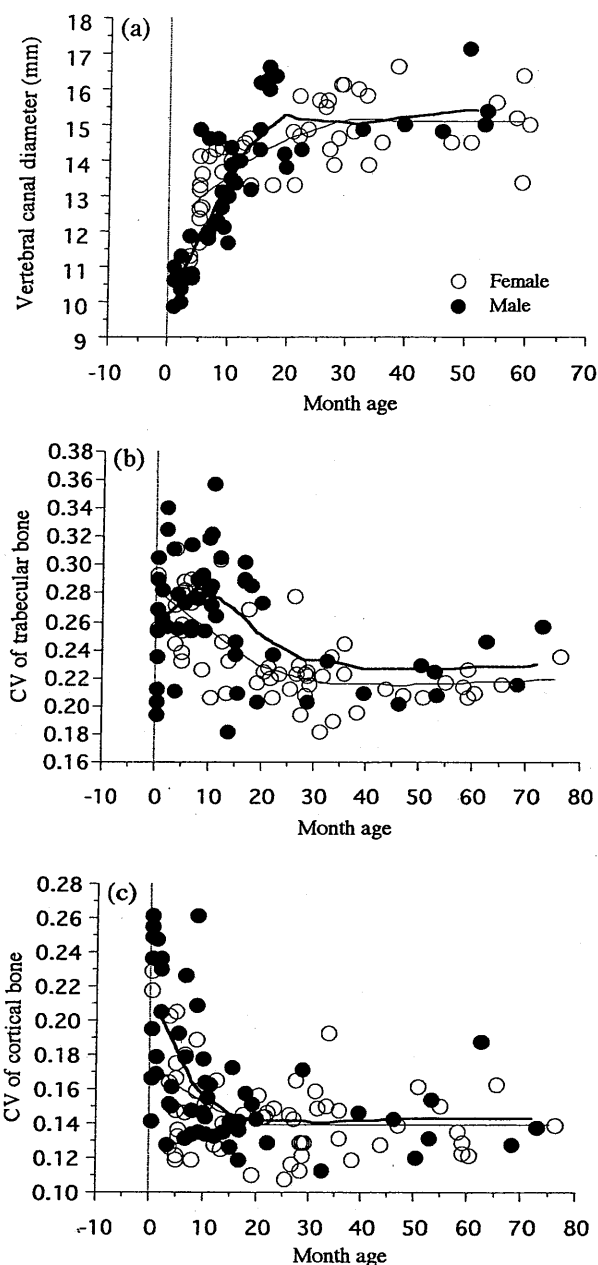 (a)
Vertebral canal diameter (mm)
18
17
16
15
14
13
12
11
10
9
Female
Male
-10 0 10 20 30 40 50 60 70
Month age
(b)
CV of trabecular bone
0.38
0.36
0.34
0.32
0.30
0.28
0.26
0.24
0.22
0.20
0.18
0.16
-10 0 10 20 30 40 50 60 70 80
Month age
(c)
CV of cortical bone
0.28
0.26
0.24
0.22
0.20
0.18
0.16
0.14
0.12
0.10
-10 0 10 20 30 40 50 60 70 80
Month age